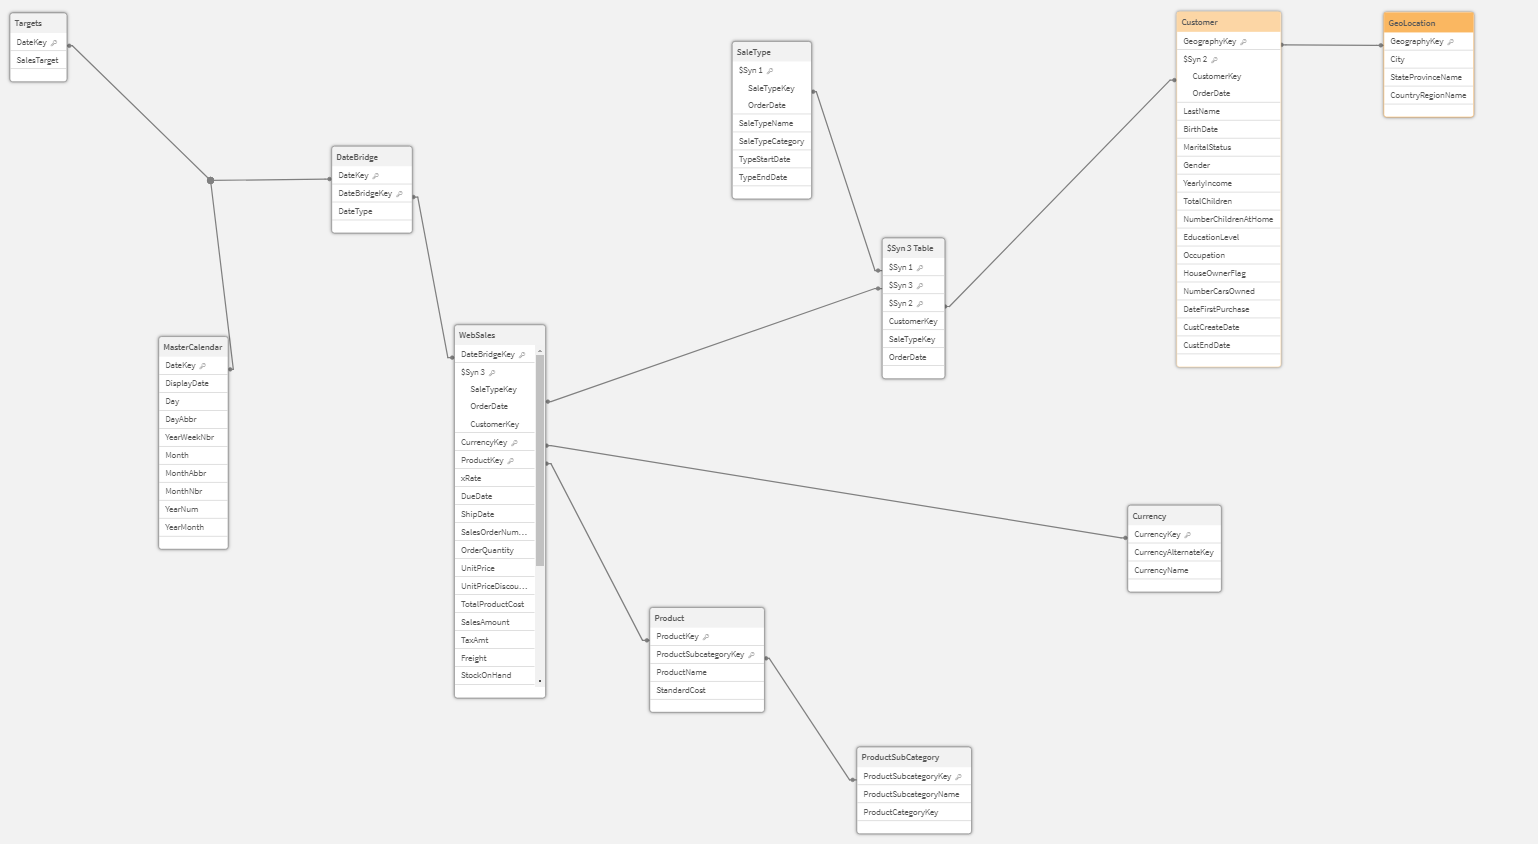 Targets
DateKey
SalesTarget
DateBridge
DateKey
DateBridgeKey
DateType
MasterCalendar
DateKey
DisplayDate
Day
DayAbbr
YearWeekNbr
Month
MonthAbbr
MonthNbr
YearNum
YearMonth
WebSales
DateBridgeKey
$Syn 3
SaleTypeKey
OrderDate
CustomerKey
CurrencyKey
ProductKey
xRate
DueDate
ShipDate
SalesOrderNum...
OrderQuantity
UnitPrice
UnitPriceDiscou...
TotalProductCost
SalesAmount
TaxAmt
Freight
StockOnHand
SaleType
$Syn 1
SaleTypeKey
OrderDate
SaleTypeName
SaleTypeCategory
TypeStartDate
TypeEndDate
$Syn 3 Table
$Syn 1
$Syn 3
$Syn 2
CustomerKey
SaleTypeKey
OrderDate
Customer
GeographyKey
$Syn 2
CustomerKey
OrderDate
LastName
BirthDate
MaritalStatus
Gender
YearlyIncome
TotalChildren
NumberChildrenAtHome
EducationLevel
Occupation
HouseOwnerFlag
NumberCarsOwned
DateFirstPurchase
CustCreateDate
CustEndDate
GeoLocation
GeographyKey
City
StateProvinceName
CountryRegionName
Currency
CurrencyKey
CurrencyAlternateKey
CurrencyName
Product
ProductKey
ProductSubcategoryKey
ProductName
StandardCost
ProductSubCategory
ProductSubcategoryKey
ProductSubcategoryName
ProductCategoryKey